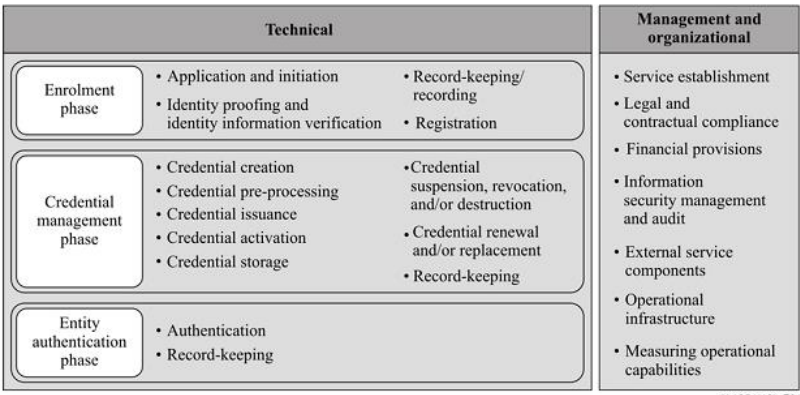 Technical
Enrolment
phase
• Application and initiation
• Identity proofing and
identity information verification
• Record-keeping/
recording
• Registration
Credential
management
phase
• Credential creation
• Credential pre-processing
• Credential issuance
• Credential activation
• Credential storage
•Credential
suspension, revocation,
and/or destruction
• Credential renewal
and/or replacement
• Record-keeping
Entity
authentication
phase
• Authentication
• Record-keeping
Management and
organizational
• Service establishment
• Legal and
contractual compliance
• Financial provisions
• Information
security management
and audit
• External service
components
• Operational
infrastructure
• Measuring operational
capabilities